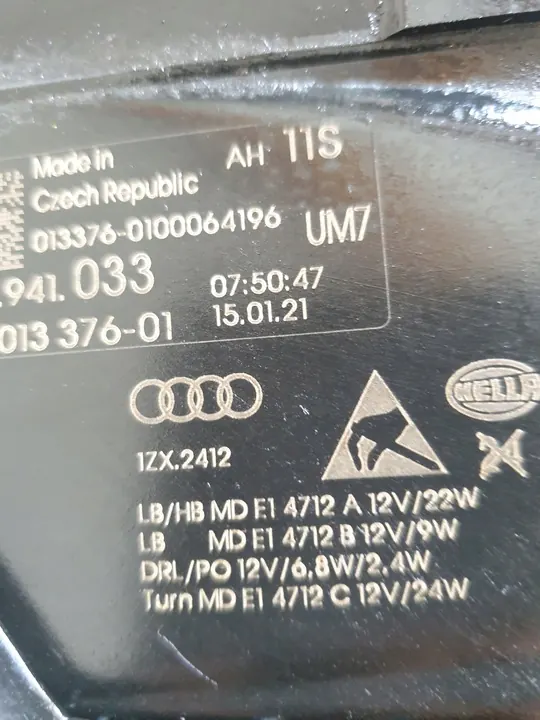 Made in
AH 11S
Czech Republic
013376-0100064196
UM7
.941.033
07:50:47
013 376-01
15.01.21
HELLA
1ZX.2412
24
LB/HB MD E1 4712 A 12V/22W
LB MD E1 4712 B 12V/9W
DRL/PO 12V/6.8W/2.4W
Turn MD E1 4712 C 12V/24W